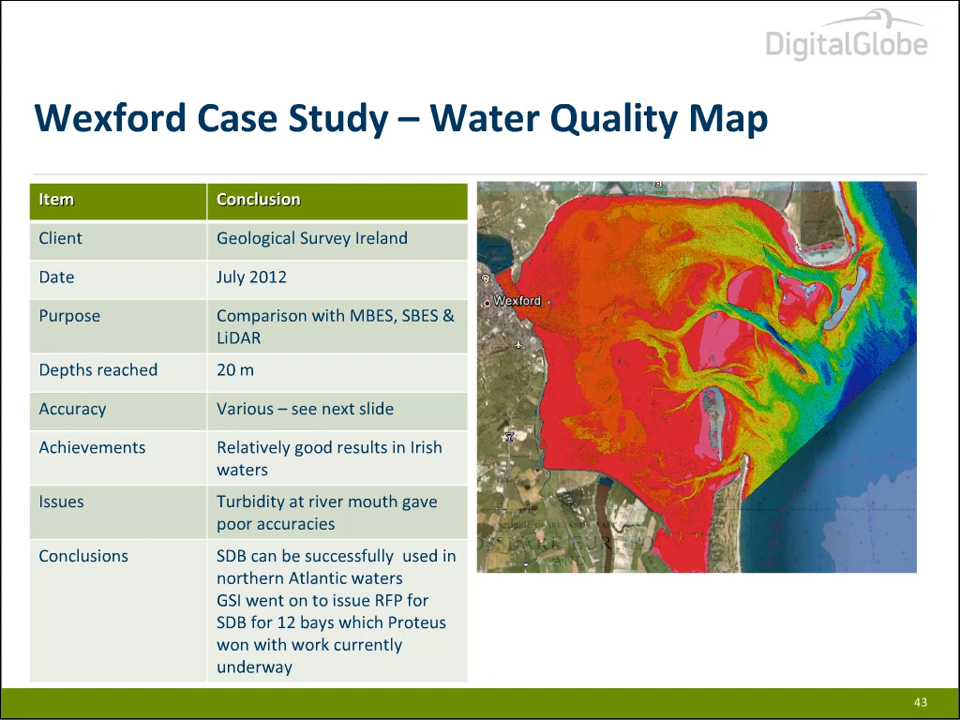 DigitalGlobe
Wexford Case Study – Water Quality Map
Item
Conclusion
Client
Geological Survey Ireland
Date
July 2012
Purpose
Comparison with MBES, SBES &
LiDAR
Depths reached
20 m
Accuracy
Various – see next slide
Achievements
Relatively good results in Irish
waters
Issues
Turbidity at river mouth gave
poor accuracies
Conclusions
SDB can be successfully used in
northern Atlantic waters
GSI went on to issue RFP for
SDB for 12 bays which Proteus
won with work currently
underway
Wexford
43